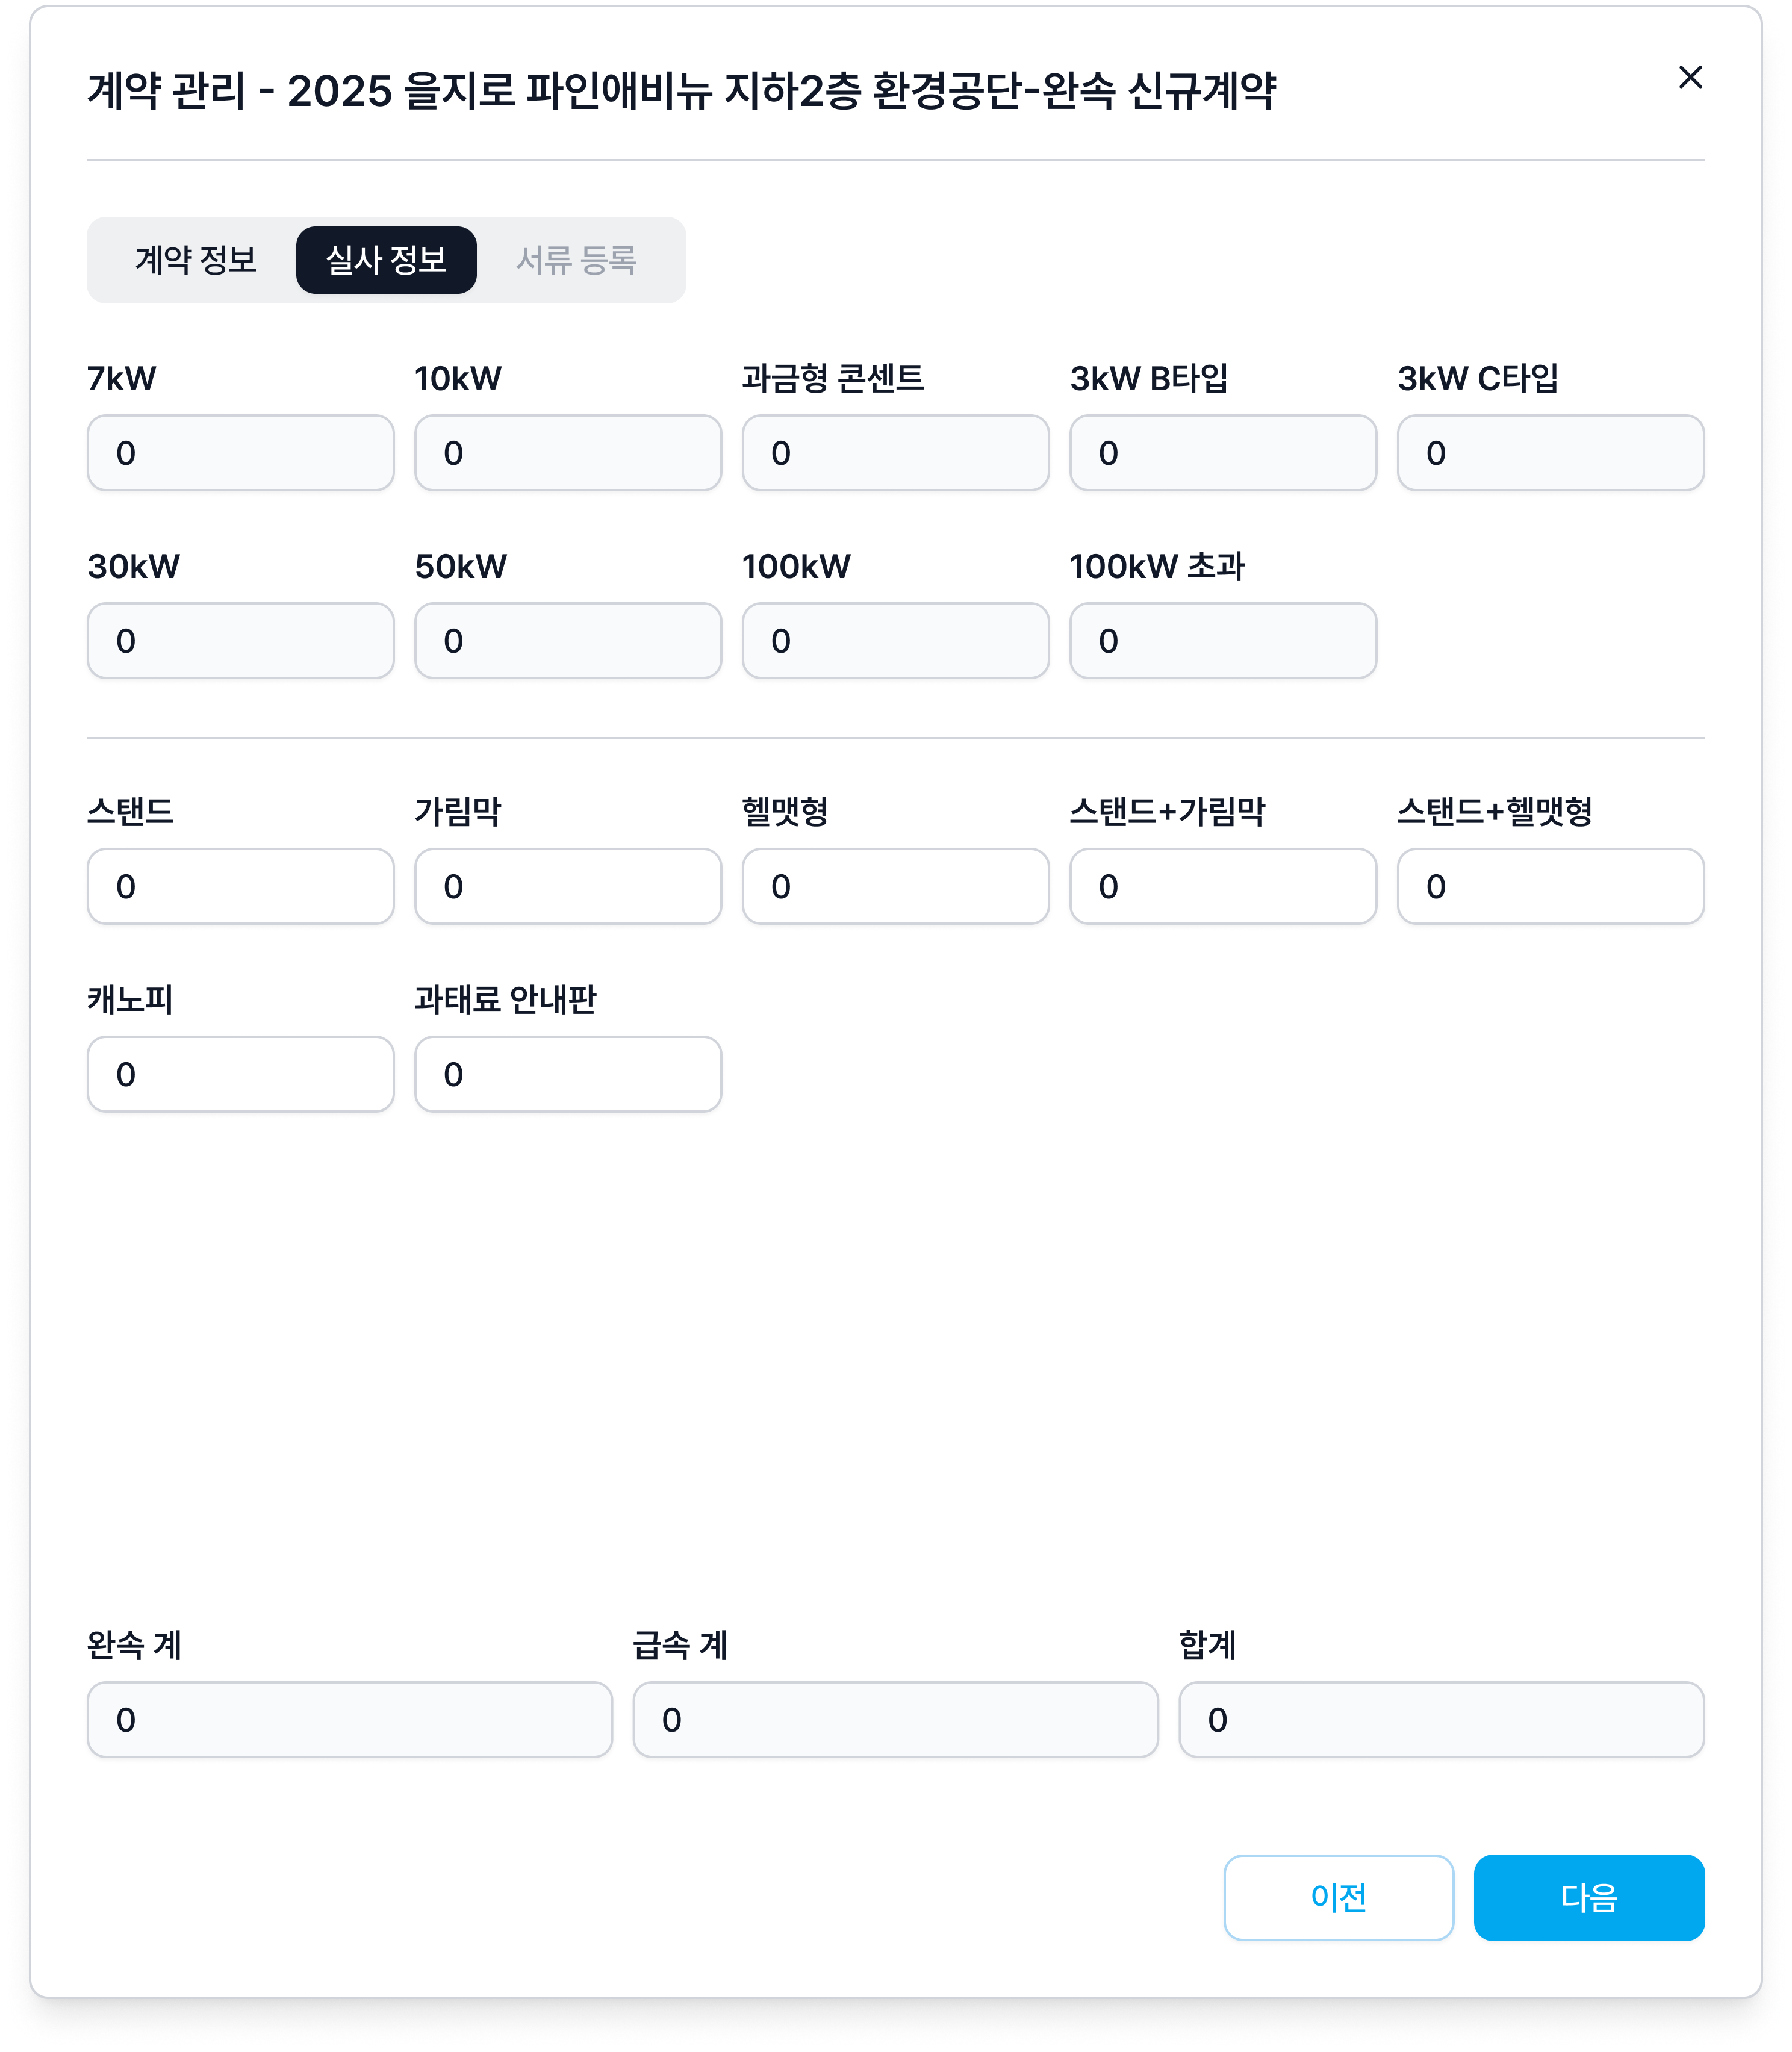 계약 관리 - 2025 을지로 파인애비뉴 지하2층 환경공단-완속 신규계약
계약 정보 실사 정보 서류 등록
7kW 10kW 과금형 콘센트 3kW B타입 3kW C타입
0 0 0 0 0
30kW 50kW 100kW 100kW 초과
0 0 0 0
스탠드 가림막 헬맷형 스탠드+가림막 스탠드+헬맷형
0 0 0 0 0
캐노피 과태료 안내판
0 0
완속 계 급속 계 합계
0 0 0
이전 다음